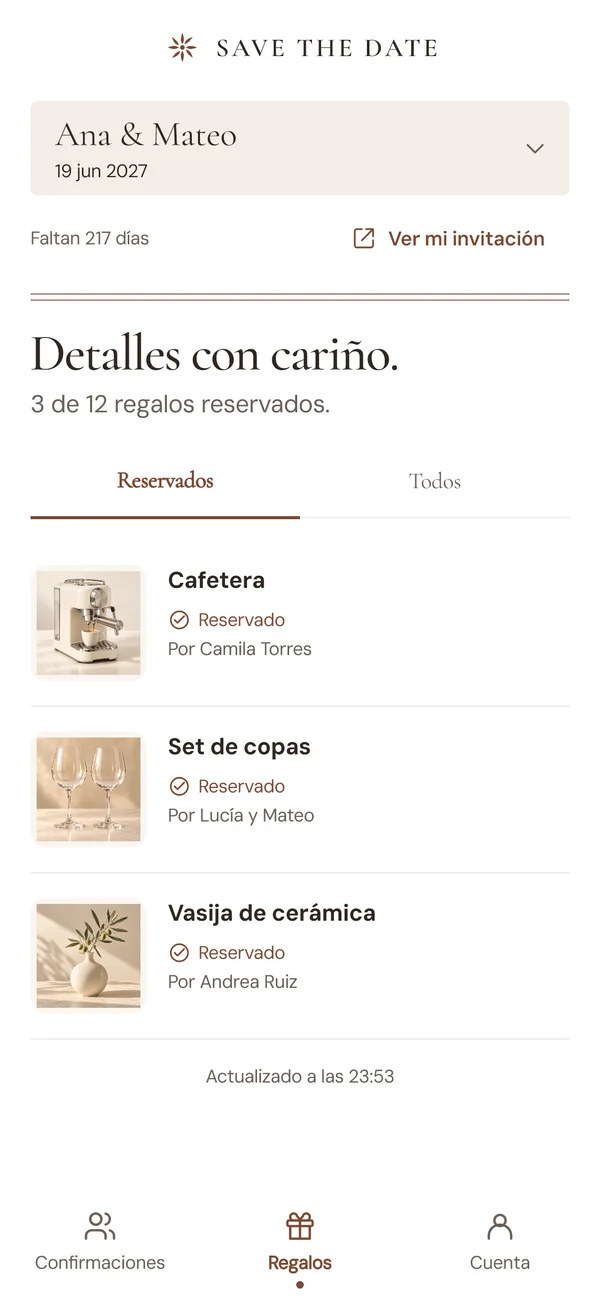 SAVE THE DATE
Ana & Mateo
19 jun 2027
Faltan 217 días
Ver mi invitación
Detalles con cariño.
3 de 12 regalos reservados.
Reservados
Todos
Cafetera
Reservado
Por Camila Torres
Set de copas
Reservado
Por Lucía y Mateo
Vasija de cerámica
Reservado
Por Andrea Ruiz
Actualizado a las 23:53
Confirmaciones
Regalos
Cuenta